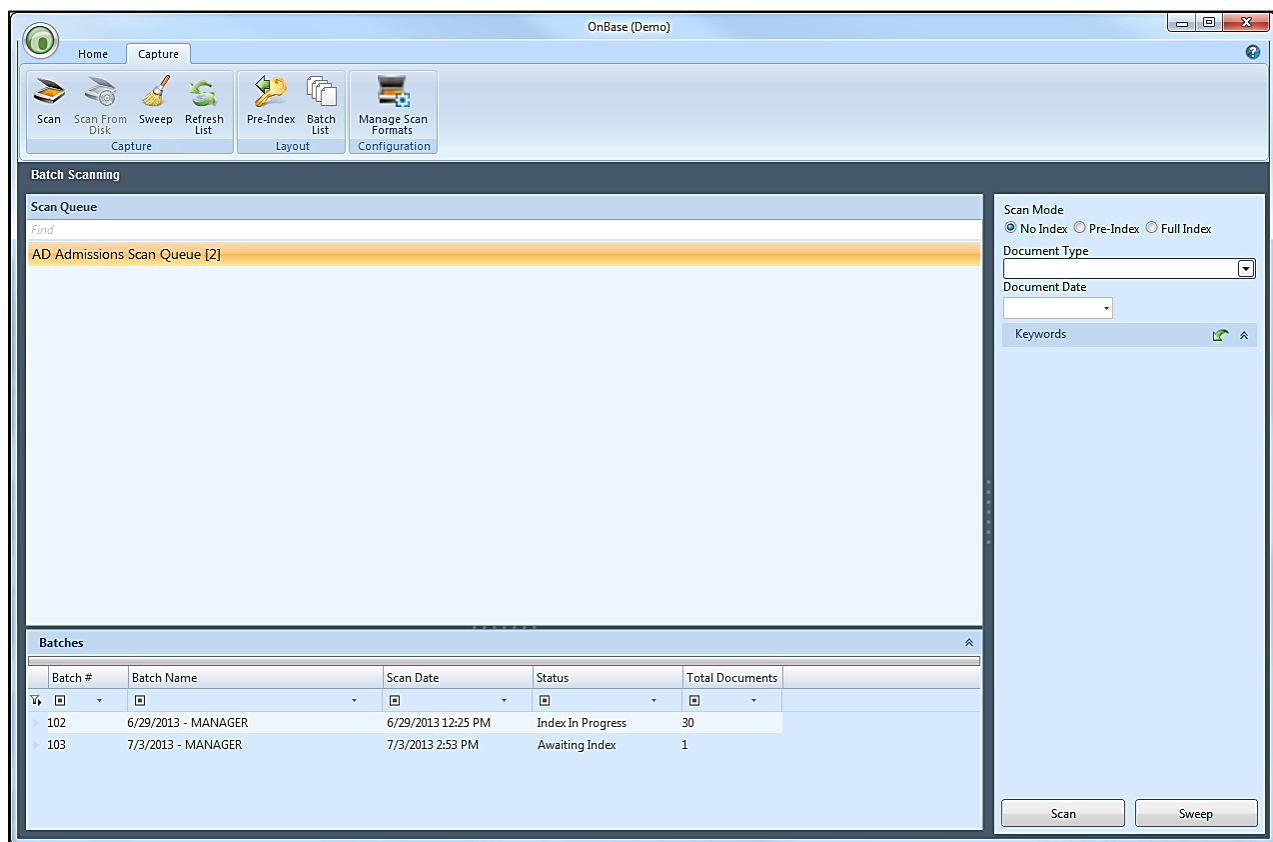 OnBase (Demo)
Home Capture
Scan Scan From Disk Sweep Refresh List Pre-Index Batch List Manage Scan Formats
Capture Layout Configuration
Batch Scanning
Scan Queue
Find
AD Admissions Scan Queue [2]
Scan Mode
No Index Pre-Index Full Index
Document Type
Document Date
Keywords
Batches
Batch # Batch Name Scan Date Status Total Documents
102 6/29/2013 - MANAGER 6/29/2013 12:25 PM Index In Progress 30
103 7/3/2013 - MANAGER 7/3/2013 2:53 PM Awaiting Index 1
Scan Sweep